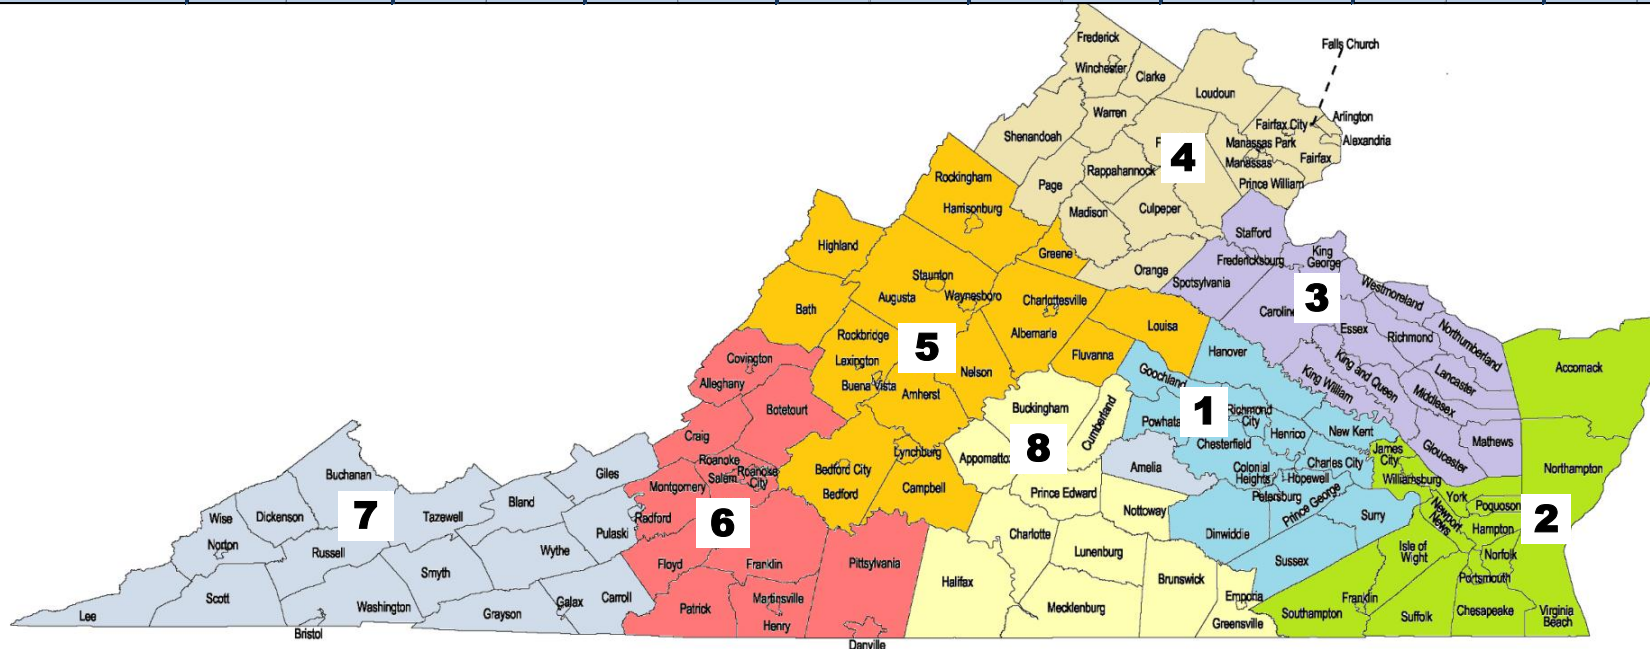 Frederick
Falls Church
Winchester
Clarke
Loudoun
Warren
Arlington
Fairfax City
Shenandoah
Alexandria
F
Manassas Park
4
Fairfax
Manassas
Rappahannock
Rockingham
Page
Prince William
Harrisonburg
Madison
Culpeper
Stafford
Highland
Greene
King
George
Fredericksburg
Orange
Staunton
Spotsylvania
Westmoreland
Augusta
Waynesboro
Charlottesville
3
Bath
Caroline
Louisa
Essex
Northumberland
Rockbridge
Albemarle
Richmond
5
Hanover
Fluvanna
Covington
Lexington
King and Queen
Accomack
Nelson
Goochland
Lancaster
Alleghany
Buena Vista
King William
Amherst
Middlesex
Botetourt
Buckingham
Cumberland
1
Richmond
City
Powhata
Craig
Henrico
New Kent
Chesterfield
Mathews
8
Lynchburg
James
City
Gloucester
Roanoke
Appomattox
Bedford City
Amelia
Colonial
Heights
Charles City
Northampton
Buchanan
Giles
Salem
Roanoke
City
Hopewell
Williamsburg
Montgomery
Bedford
Campbell
Prince Edward
Petersburg
York
Bland
Prince George
Poquoson
Wise
Dickenson
7
Tazewell
Radford
6
Nottoway
Surry
Newport
News
2
Hampton
Pulaski
Charlotte
Dinwiddie
Norton
Russell
Wythe
Lunenburg
Isle of
Wight
Norfolk
Floyd
Franklin
Pittsylvania
Sussex
Smyth
Halifax
Brunswick
Portsmouth
Scott
Carroll
Galax
Martinsville
Emporia
Franklin
Washington
Patrick
Mecklenburg
Chesapeake
Lee
Grayson
Southampton
Suffolk
Virginia
Beach
Henry
Greensville
Bristol
Danville